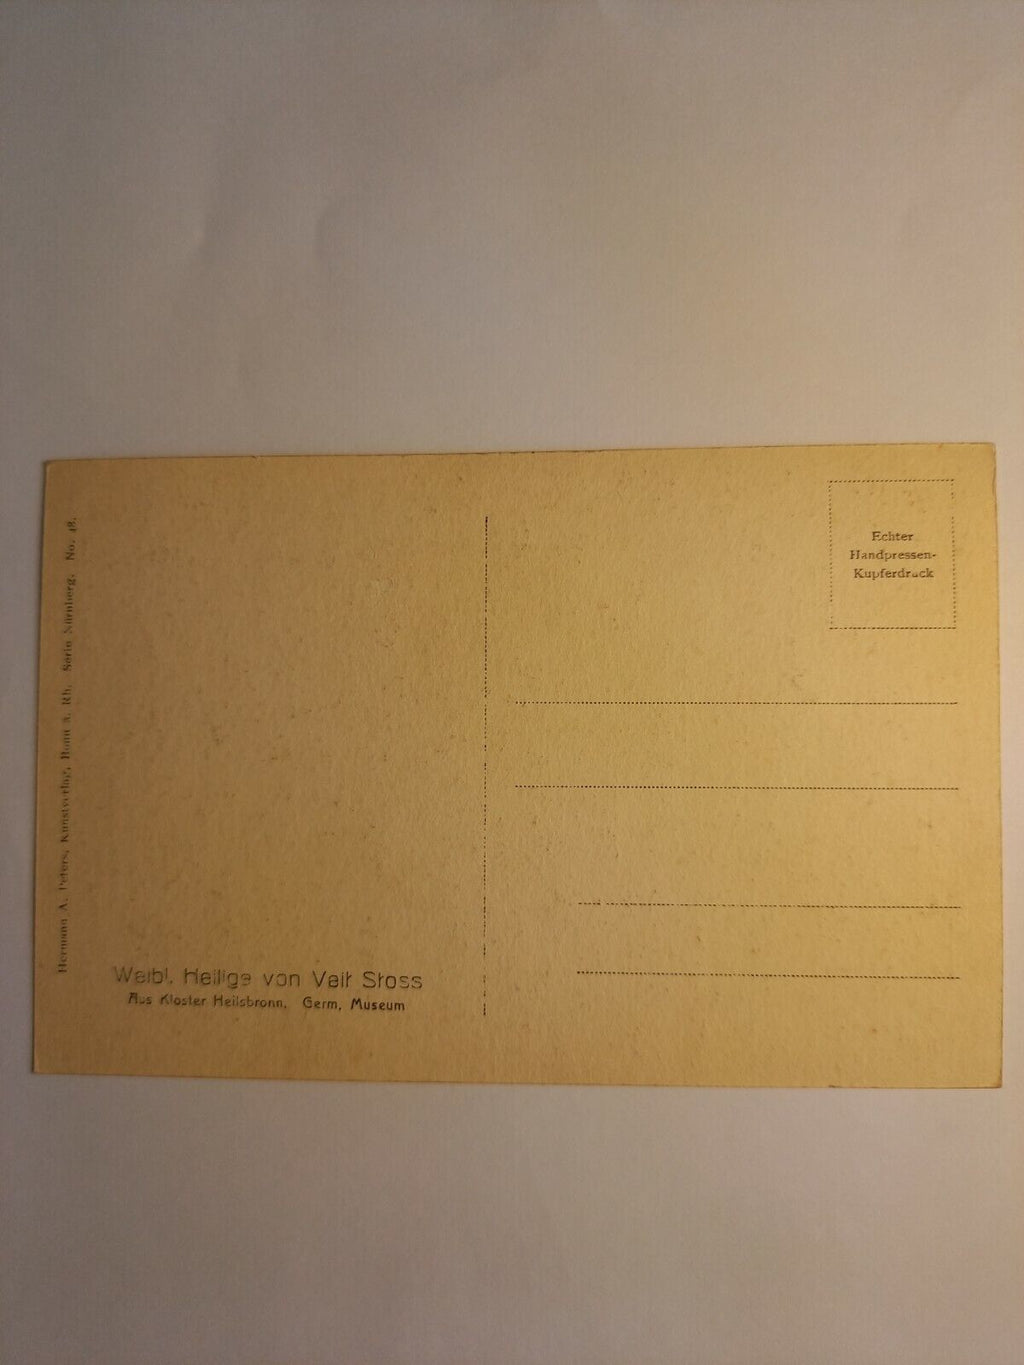 Hermann A. Peters, Kunstverlag, Bonn a. Rh. Serie Nürnberg. No. 48.
Echter
Handpressen-
Kupferdruck
Weibl. Heilige von Veit Stoss
Aus Kloster Heilsbronn. Germ. Museum